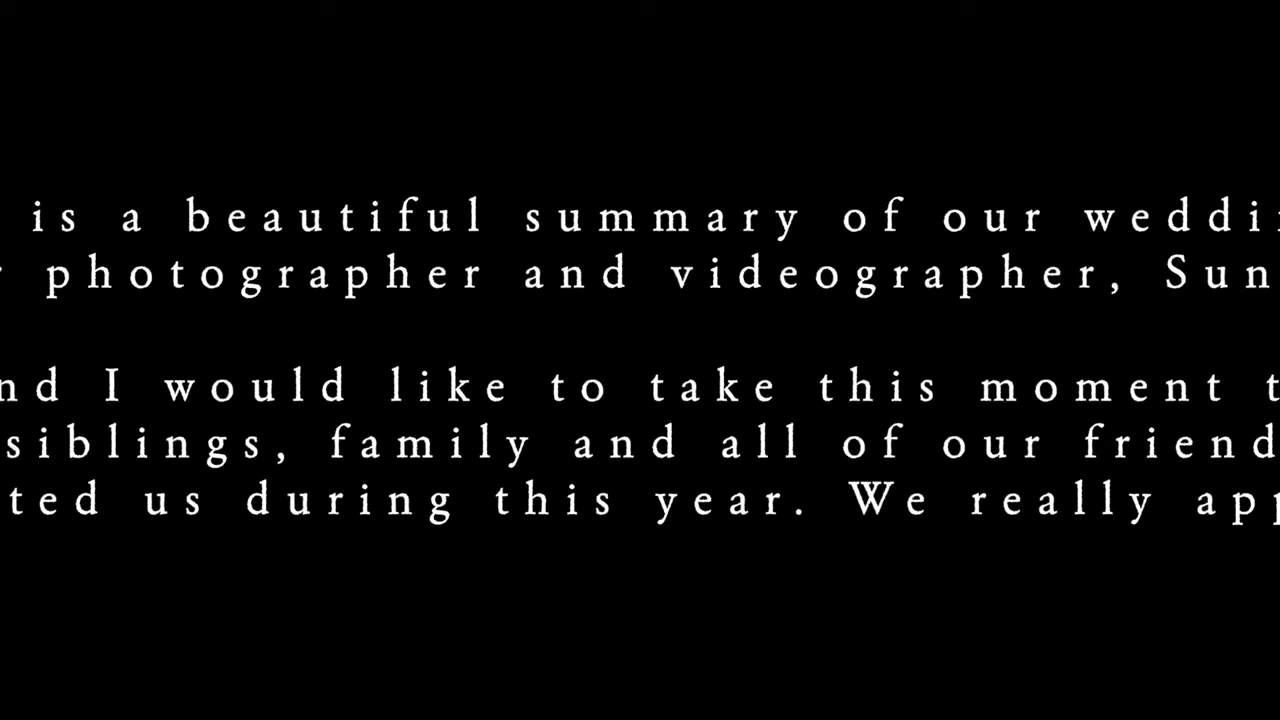 is a beautiful summary of our weddi
photographer and videographer, Sun
nd I would like to take this moment t
siblings, family and all of our friend
ted us during this year. We really app